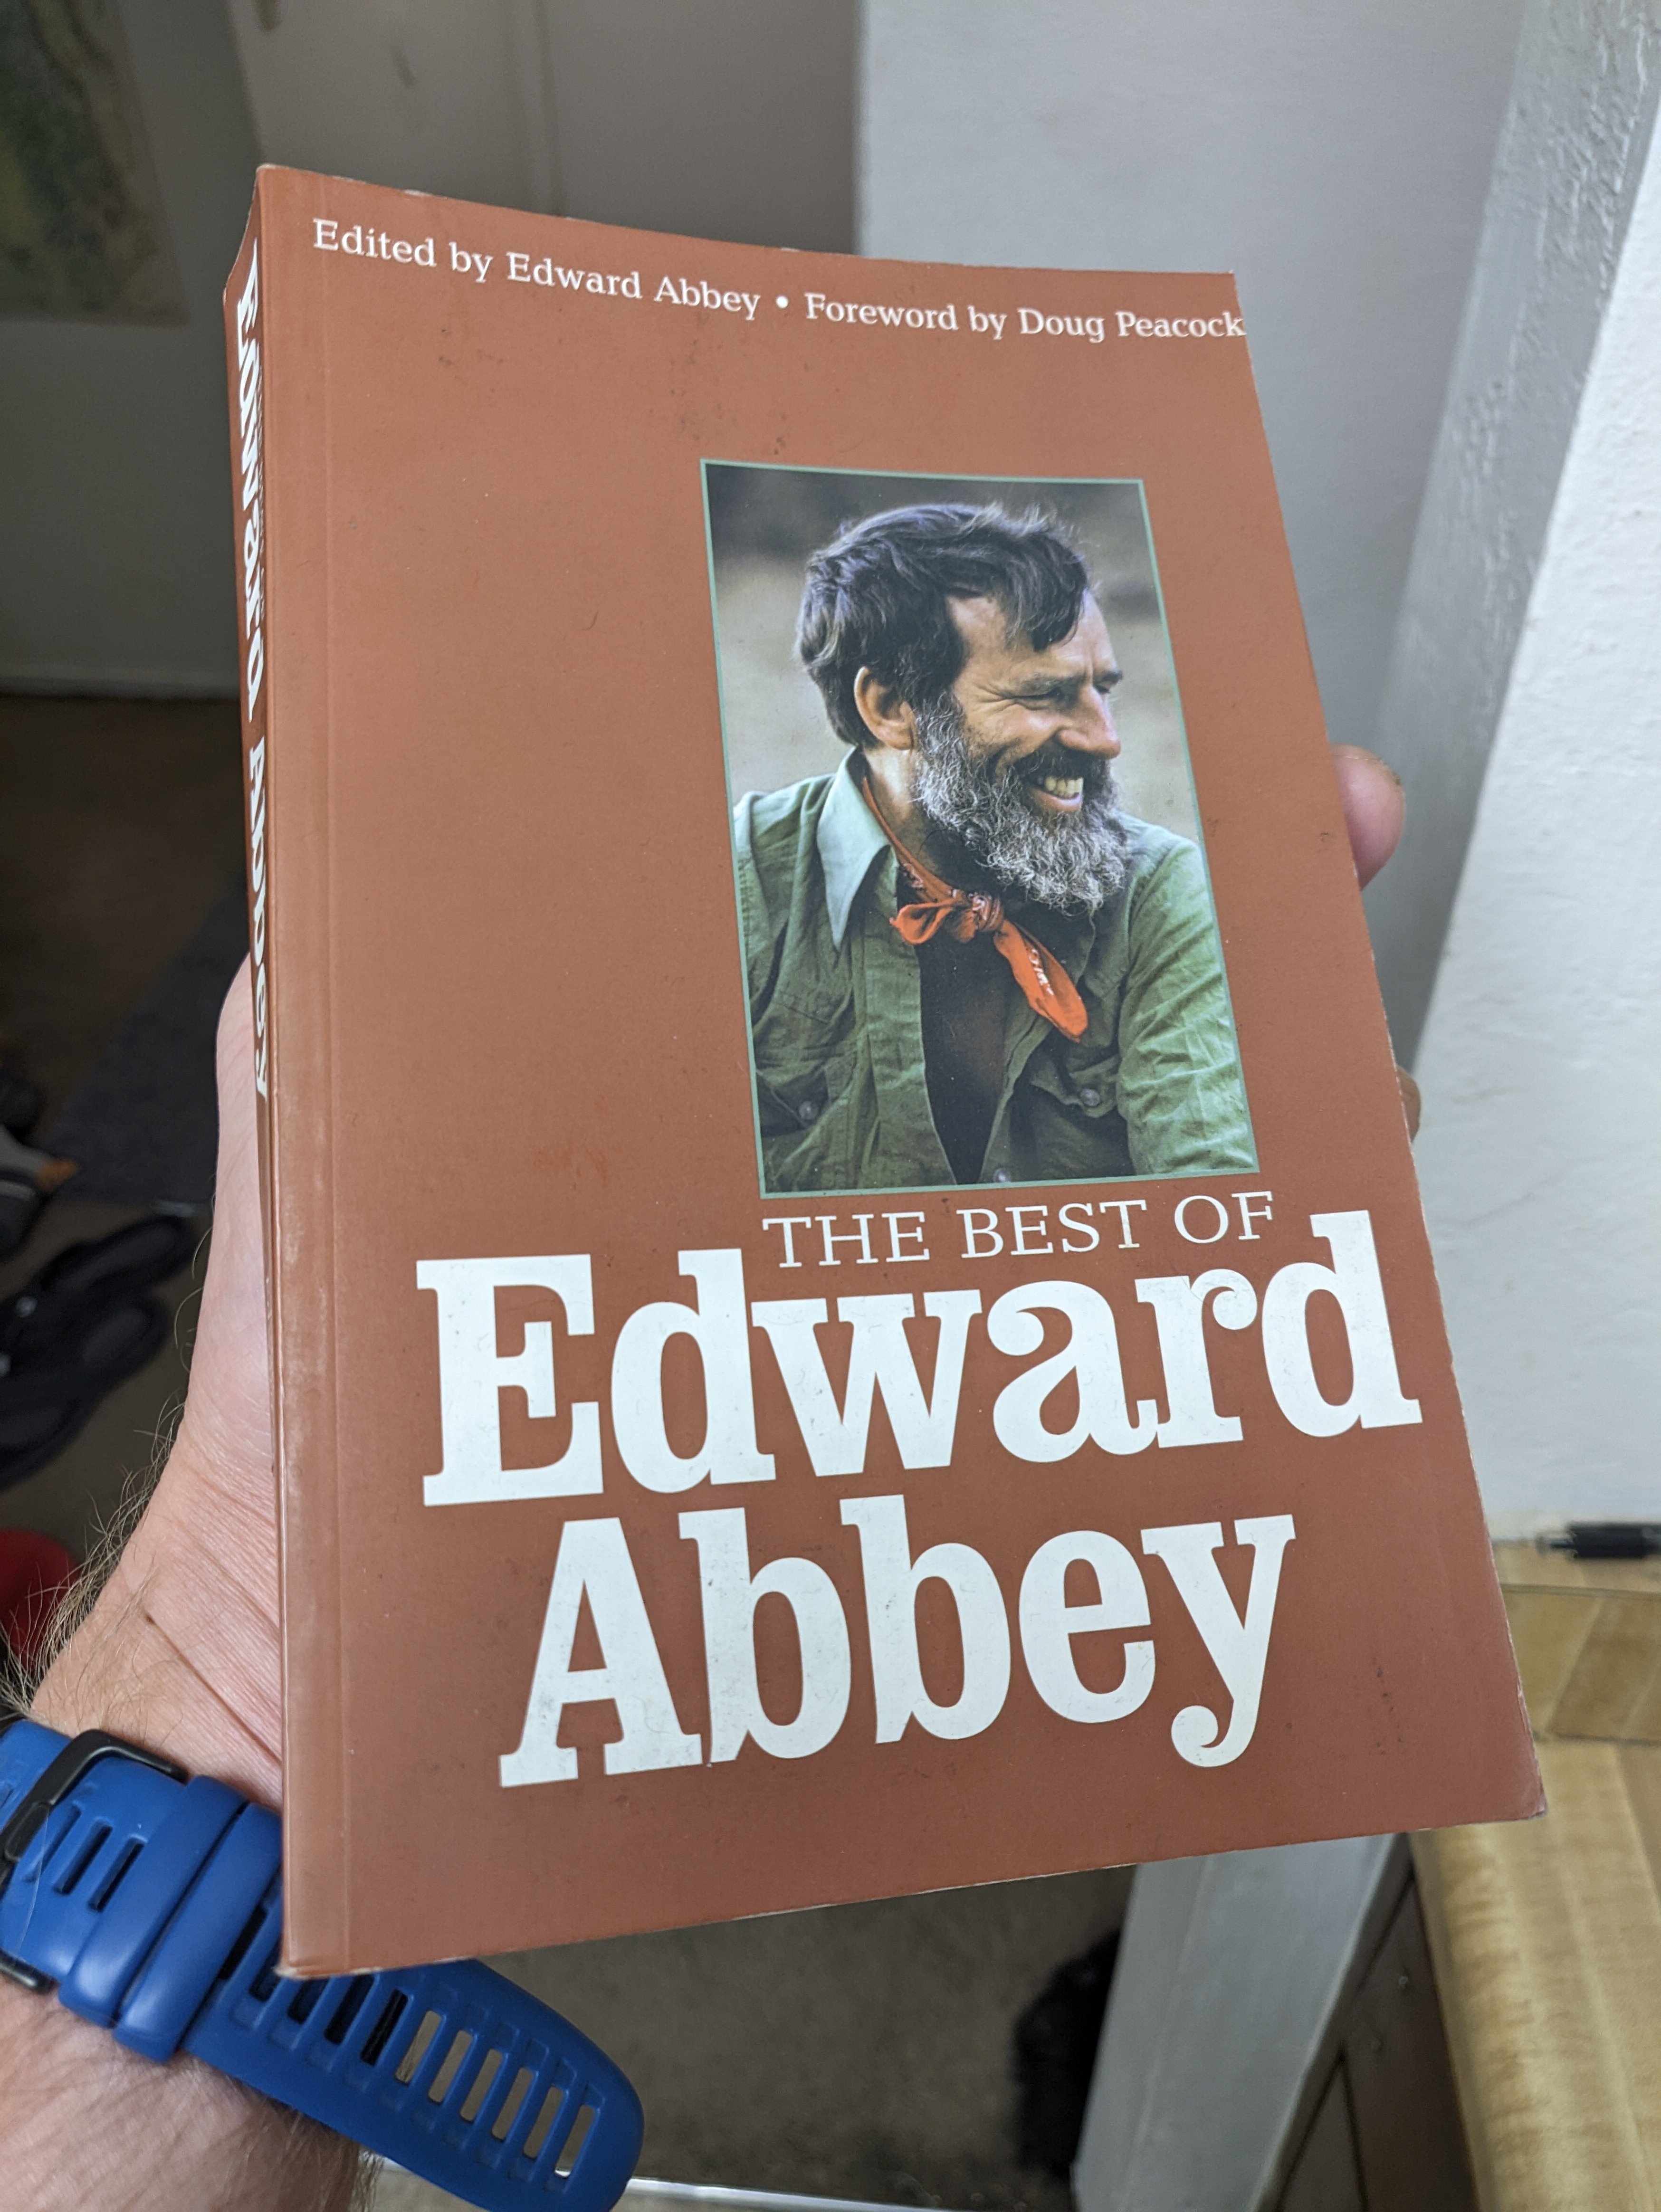 Edited by Edward Abbey • Foreword by Doug Peacock
THE BEST OF
Edward
Abbey
Edward Abbey